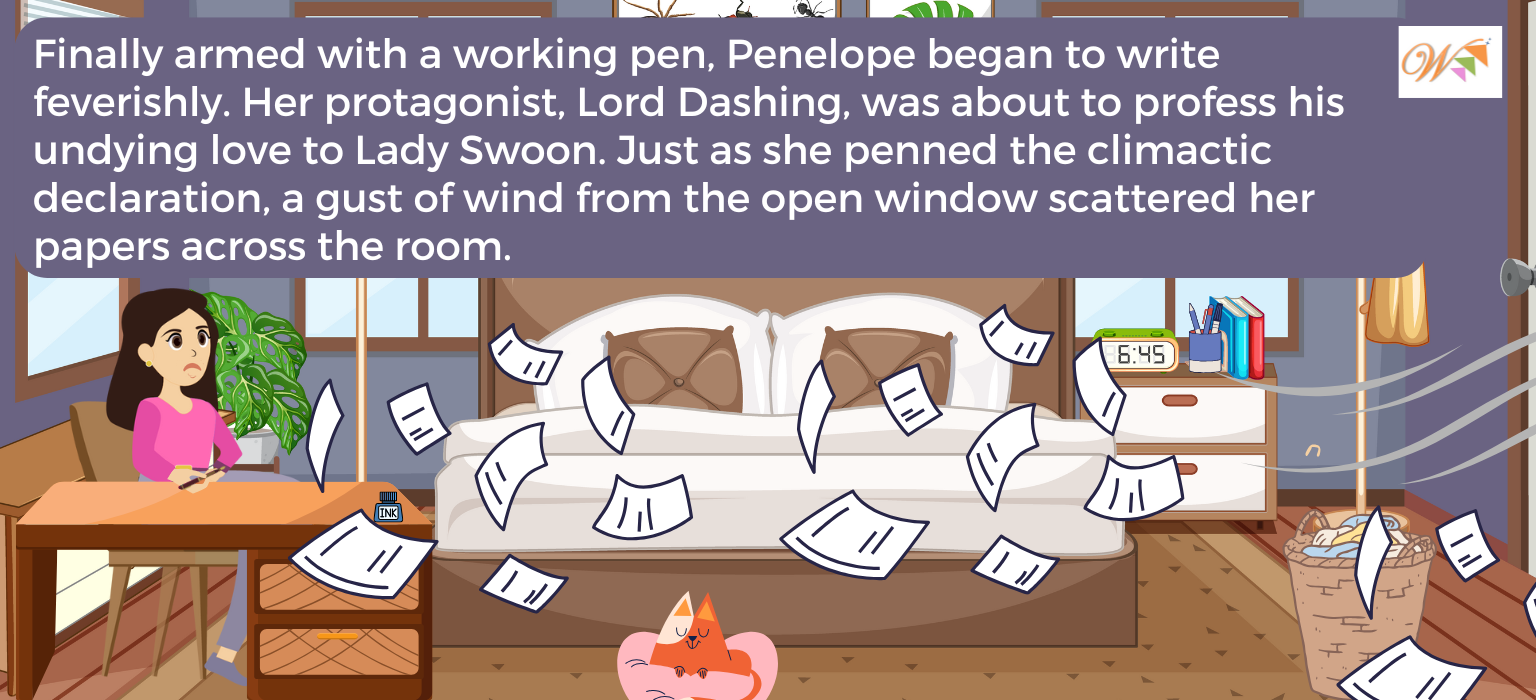 Finally armed with a working pen, Penelope began to write
feverishly. Her protagonist, Lord Dashing, was about to profess his
undying love to Lady Swoon. Just as she penned the climactic
declaration, a gust of wind from the open window scattered her
papers across the room.
W
6:45
INK